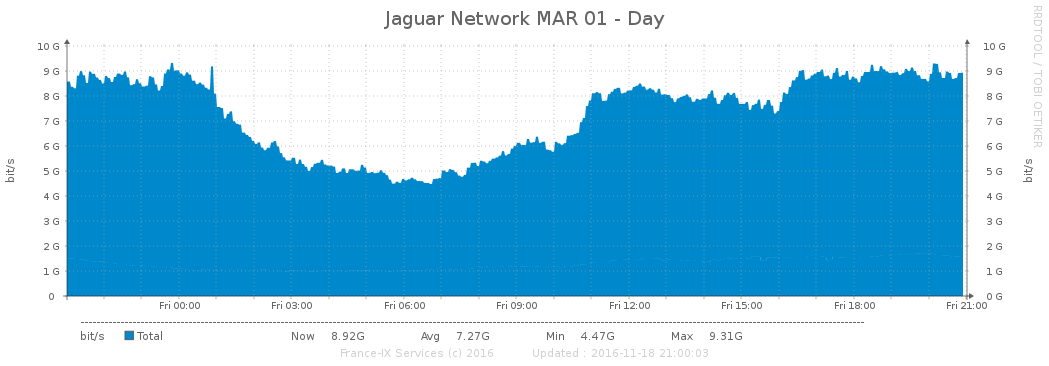 Jaguar Network MAR 01 - Day
RRDTOOL / TOBI OETIKER
10 G 10 G
9 G 9 G
8 G 8 G
7 G 7 G
6 G 6 G
5 G 5 G
4 G 4 G
3 G 3 G
2 G 2 G
1 G 1 G
0 0 G
bit/s
bit/s
Fri 00:00 Fri 03:00 Fri 06:00 Fri 09:00 Fri 12:00 Fri 15:00 Fri 18:00 Fri 21:00
bit/s Total Now 8.92G Avg 7.27G Min 4.47G Max 9.31G
France-IX Services (c) 2016 Updated : 2016-11-18 21:00:03